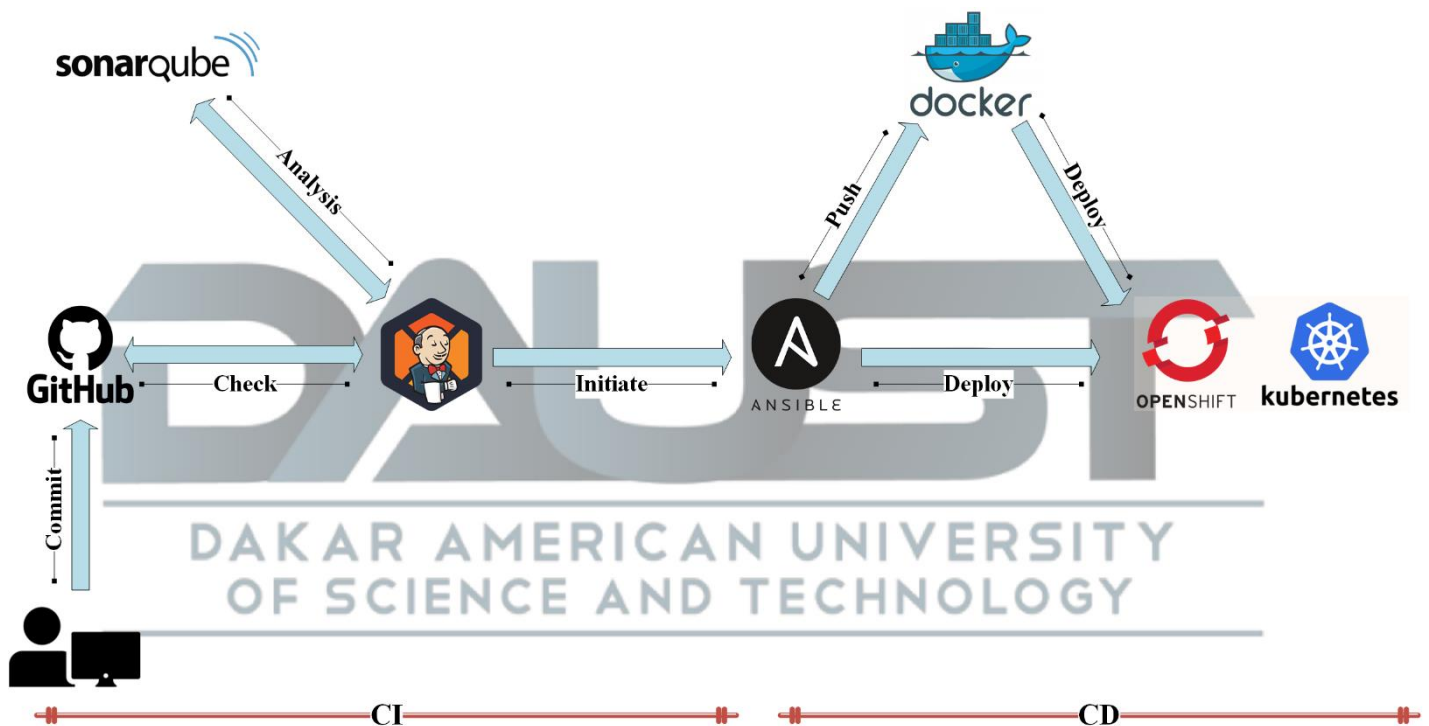 sonarqube
docker
Analysis
Push
Deploy
GitHub
Check
Initiate
ANSIBLE
Deploy
OPENSHIFT
kubernetes
DAUST
Commit
DAKAR AMERICAN UNIVERSITY
OF SCIENCE AND TECHNOLOGY
CI
CD